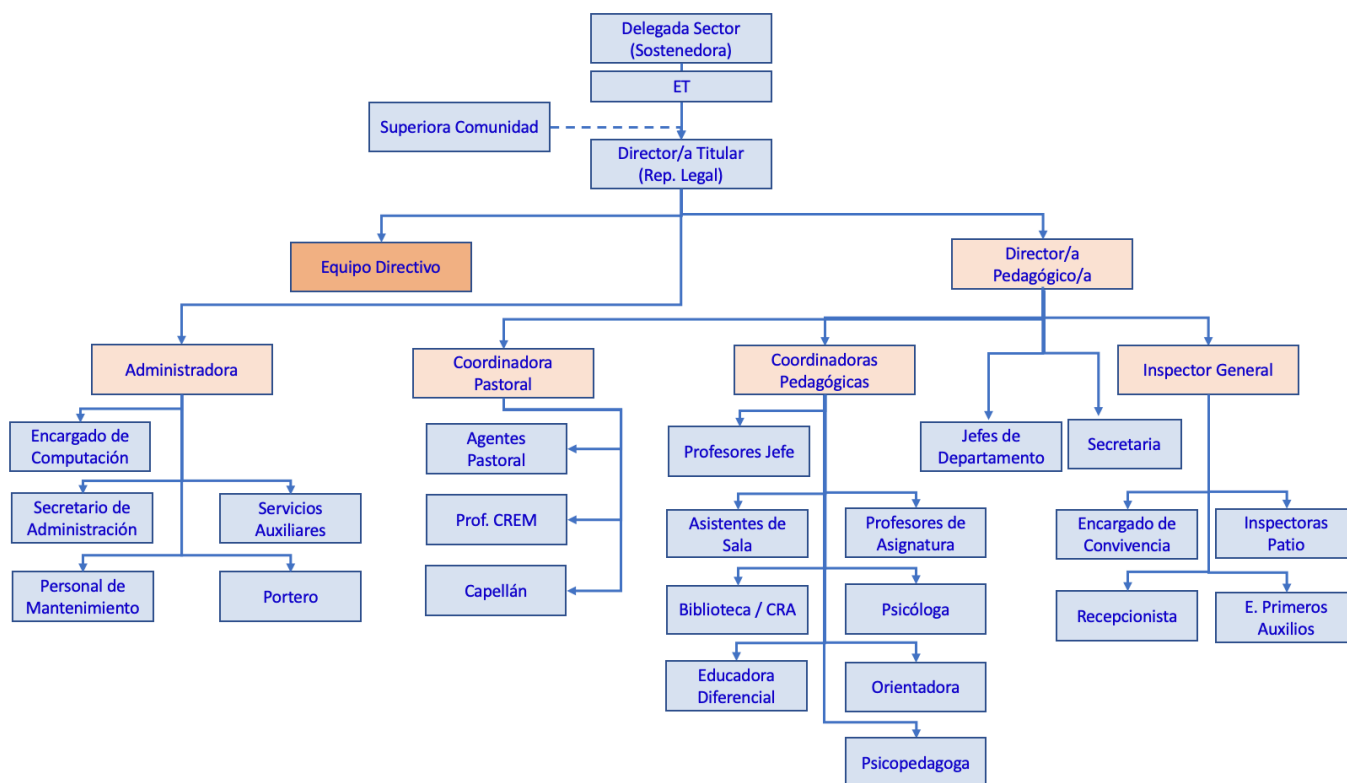 Delegada Sector
(Sostenedora)
ET
Superiora Comunidad
Director/a Titular
(Rep. Legal)
Equipo Directivo
Director/a
Pedagógico/a
Administradora
Coordinadora
Pastoral
Coordinadoras
Pedagógicas
Inspector General
Encargado de
Computación
Secretario de
Administración
Servicios
Auxiliares
Personal de
Mantenimiento
Portero
Agentes
Pastoral
Prof. CREM
Capellán
Profesores Jefe
Jefes de
Departamento
Secretaria
Asistentes de
Sala
Profesores de
Asignatura
Biblioteca / CRA
Psicóloga
Educadora
Diferencial
Orientadora
Psicopedagoga
Encargado de
Convivencia
Inspectoras
Patio
Recepcionista
E. Primeros
Auxilios